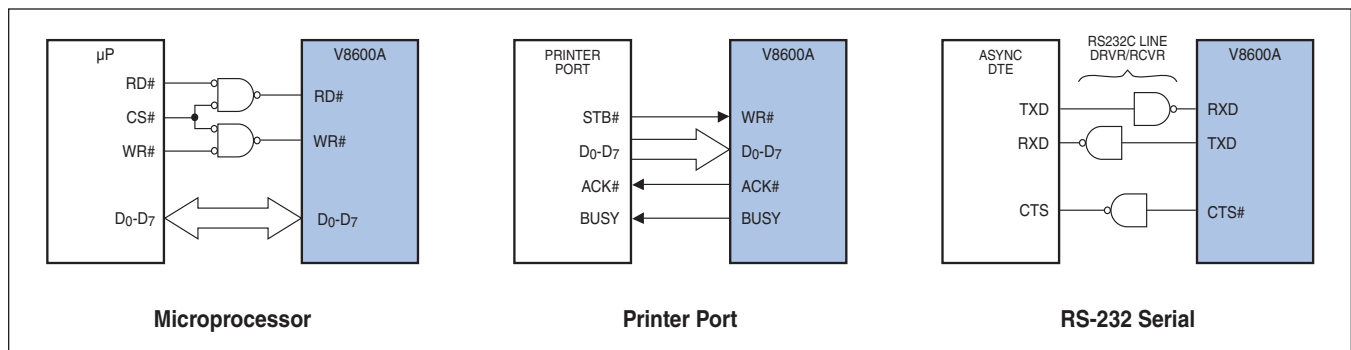 µP
V8600A
RD#
CS#
WR#
D0-D7
RD#
WR#
D0-D7
Microprocessor
PRINTER
PORT
V8600A
STB#
D0-D7
ACK#
BUSY
WR#
D0-D7
ACK#
BUSY
Printer Port
ASYNC
DTE
RS232C LINE
DRVR/RCVR
V8600A
TXD
RXD
CTS
RXD
TXD
CTS#
RS-232 Serial